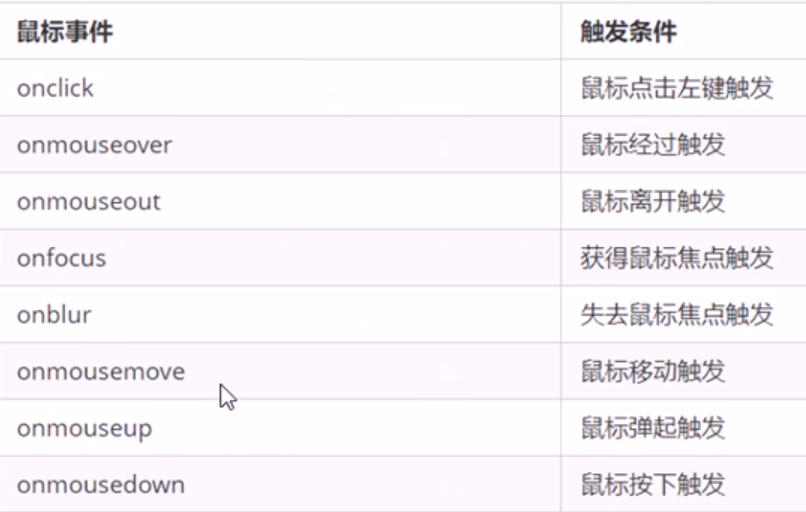 鼠标事件 触发条件
onclick 鼠标点击左键触发
onmouseover 鼠标经过触发
onmouseout 鼠标离开触发
onfocus 获得鼠标焦点触发
onblur 失去鼠标焦点触发
onmousemove 鼠标移动触发
onmouseup 鼠标弹起触发
onmousedown 鼠标按下触发